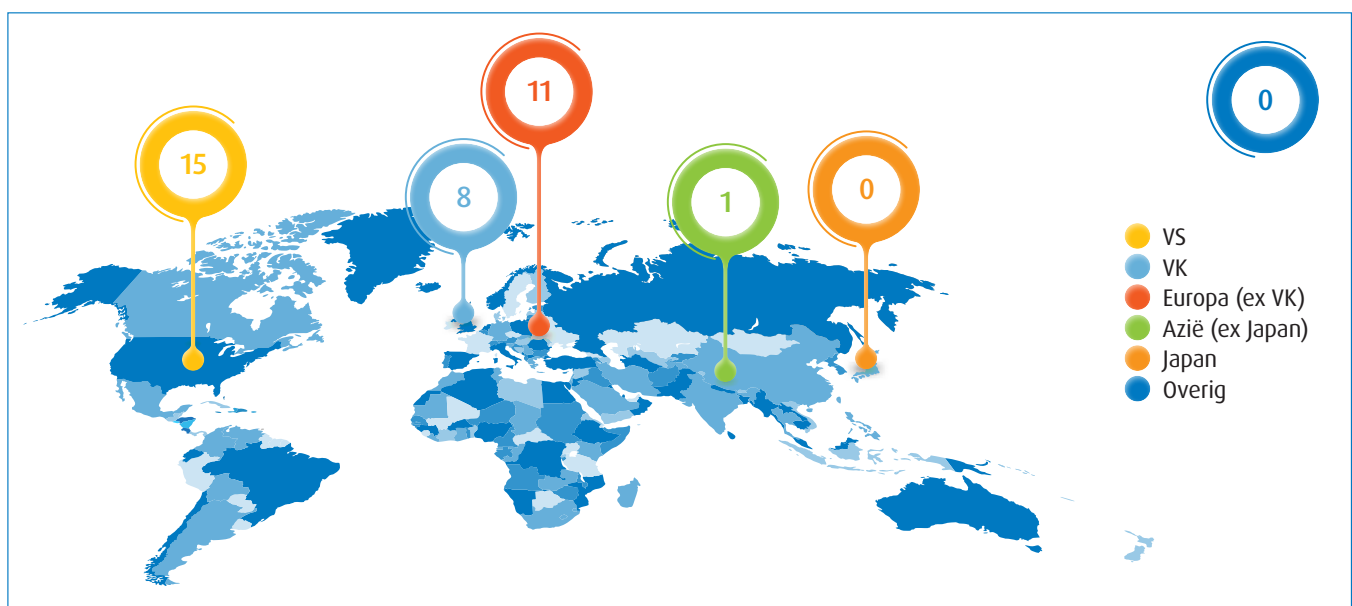 11
0
15
8
1
0
VS
VK
Europa (ex VK)
Azië (ex Japan)
Japan
Overig